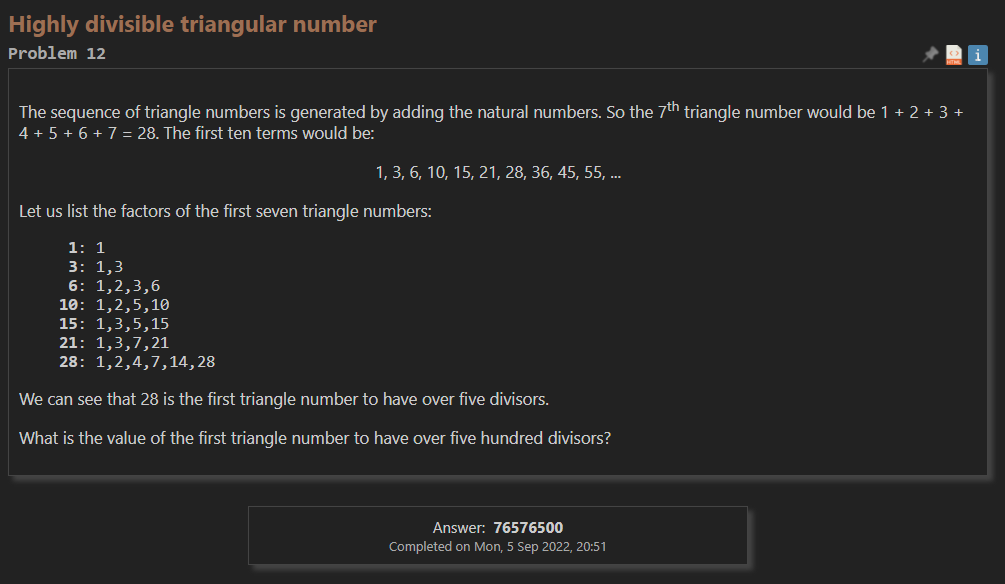 Highly divisible triangular number
Problem 12
HTML
i
The sequence of triangle numbers is generated by adding the natural numbers. So the 7th triangle number would be 1 + 2 + 3 +
4 + 5 + 6 + 7 = 28. The first ten terms would be:
1, 3, 6, 10, 15, 21, 28, 36, 45, 55, ...
Let us list the factors of the first seven triangle numbers:
1: 1
3: 1,3
6: 1,2,3,6
10: 1,2,5,10
15: 1,3,5,15
21: 1,3,7,21
28: 1,2,4,7,14,28
We can see that 28 is the first triangle number to have over five divisors.
What is the value of the first triangle number to have over five hundred divisors?
Answer: 76576500
Completed on Mon, 5 Sep 2022, 20:51